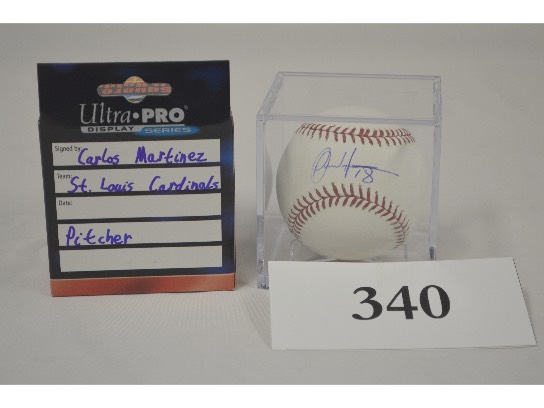 Ultra•PRO
DISPLAY SERIES
Signed by: Carlos Martinez
Team: St. Louis Cardinals
Date:
Pitcher
18
340